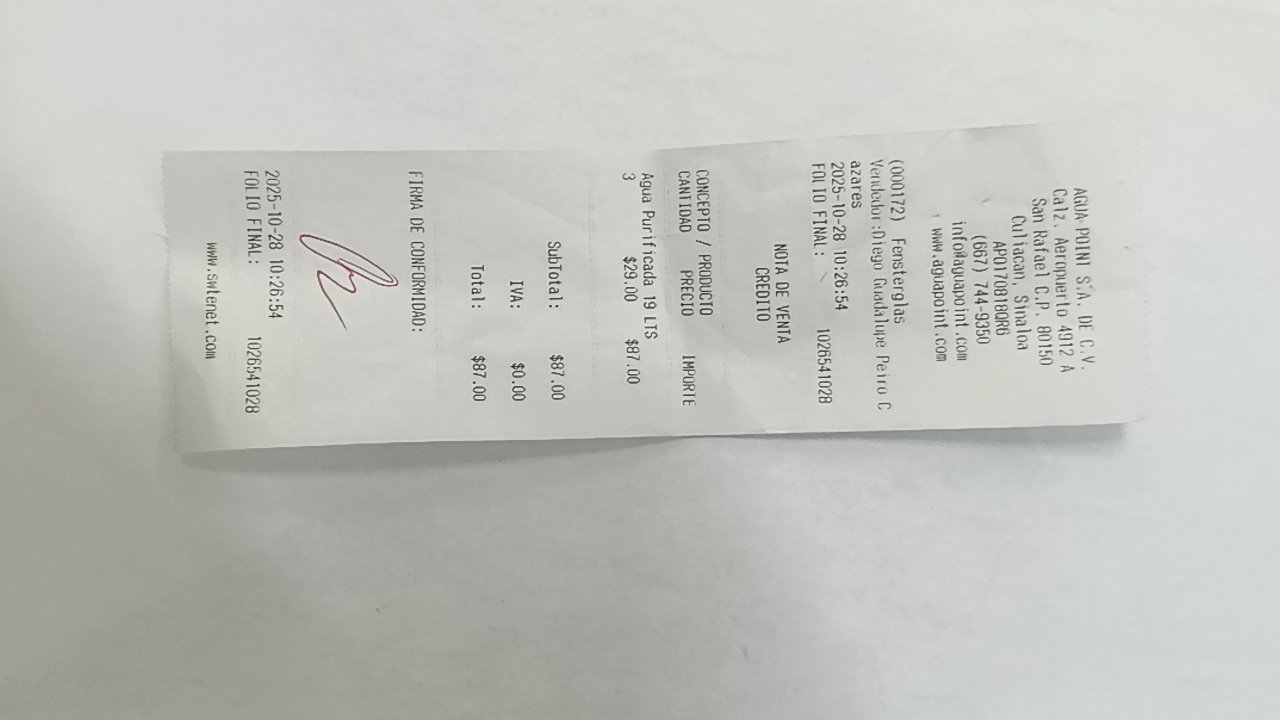 AGUA POINT S.A. DE C.V.
Calz. Aeropuerto 4912 A
San Rafael C.P. 80150
Culiacan, Sinaloa
APO170818QR6
(667) 744-9350
info@aguapoint.com
www.aguapoint.com
(000172) Fensterglas
Vendedor:Diego Guadalupe Peiro C
azares
2025-10-28 10:26:54
FOLIO FINAL: 1026541028
NOTA DE VENTA
CREDITO
CONCEPTO / PRODUCTO
CANTIDAD PRECIO IMPORTE
Agua Purificada 19 LTS
3 $29.00 $87.00
SubTotal: $87.00
IVA: $0.00
Total: $87.00
FIRMA DE CONFORMIDAD:
2025-10-28 10:26:54
FOLIO FINAL: 1026541028
www.swtenet.com